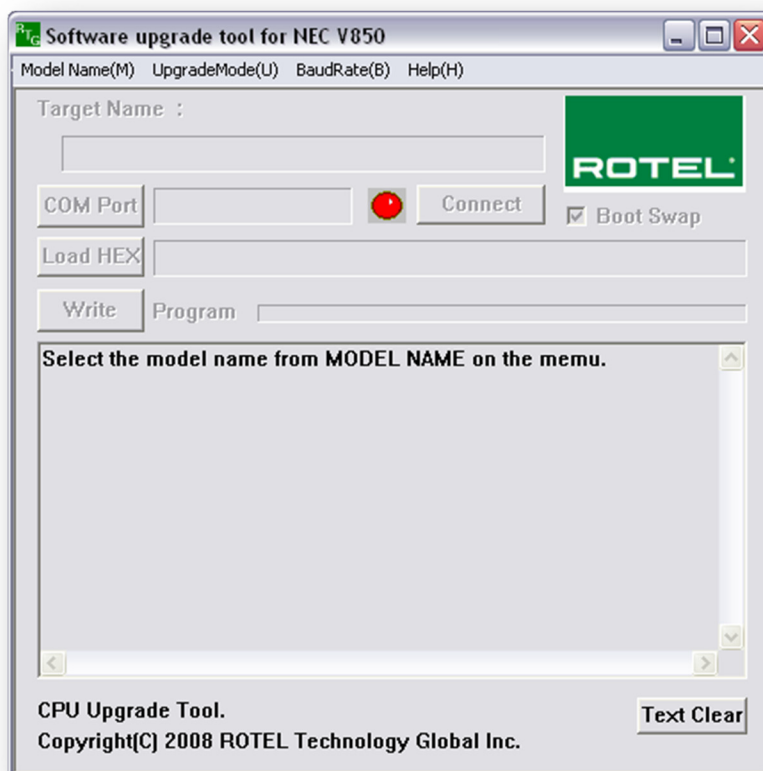 RTG Software upgrade tool for NEC V850
Model Name(M) UpgradeMode(U) BaudRate(B) Help(H)
Target Name :
ROTEL
COM Port Connect Boot Swap
Load HEX
Write Program
Select the model name from MODEL NAME on the memu.
CPU Upgrade Tool.
Copyright(C) 2008 ROTEL Technology Global Inc.
Text Clear